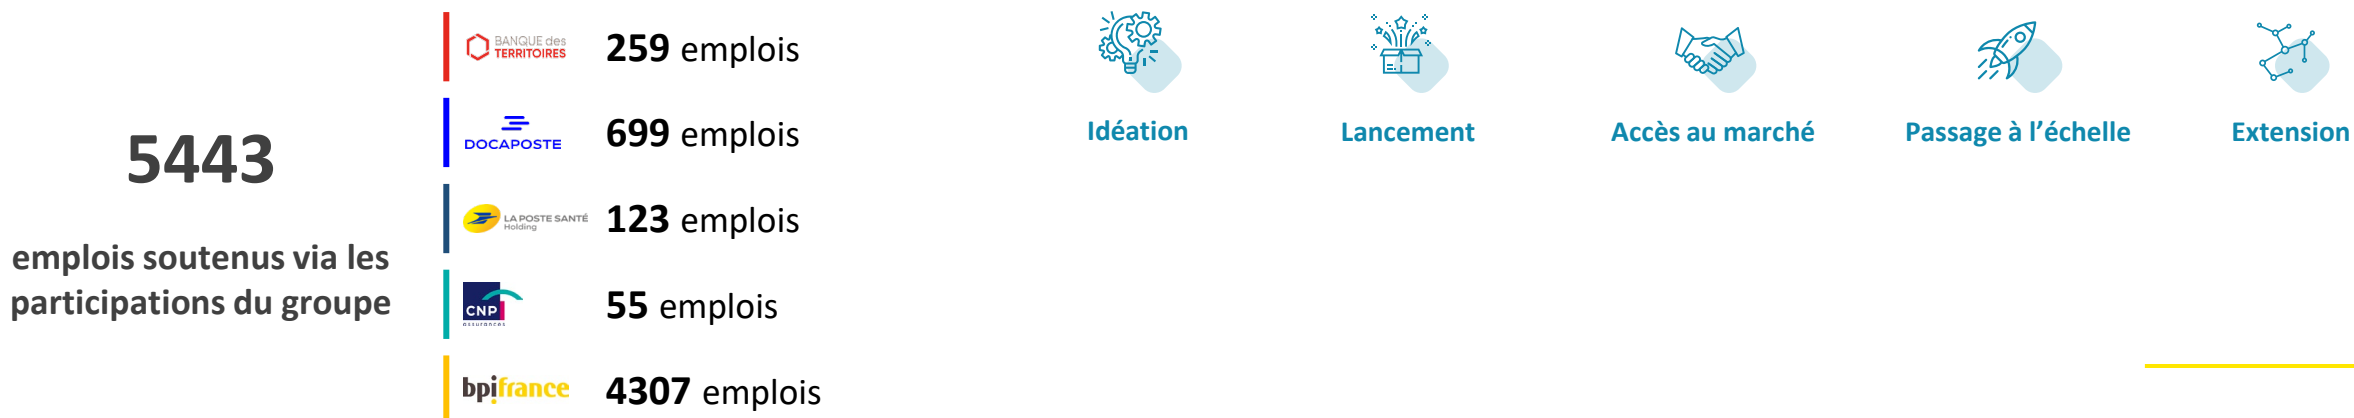 5443
emplois soutenus via les
participations du groupe
BANQUE des
TERRITOIRES
259 emplois
DOCAPOSTE
699 emplois
LA POSTE SANTÉ
Holding
123 emplois
CNP
assurances
55 emplois
bpifrance
4307 emplois
Idéation
Lancement
Accès au marché
Passage à l’échelle
Extension